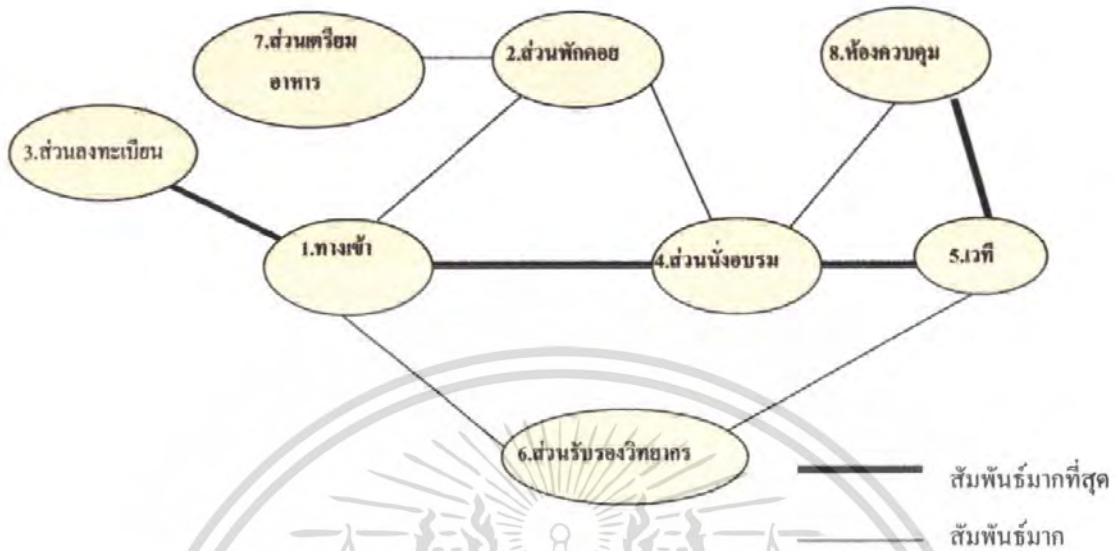 7.ส่วนเตรียม
อาหาร
2.ส่วนพักคอย
8.ห้องควบคุม
3.ส่วนลงทะเบียน
1.ทางเข้า
4.ส่วนนั่งอบรม
5.เวที
6.ส่วนรับรองวิทยากร
สัมพันธ์มากที่สุด
สัมพันธ์มาก